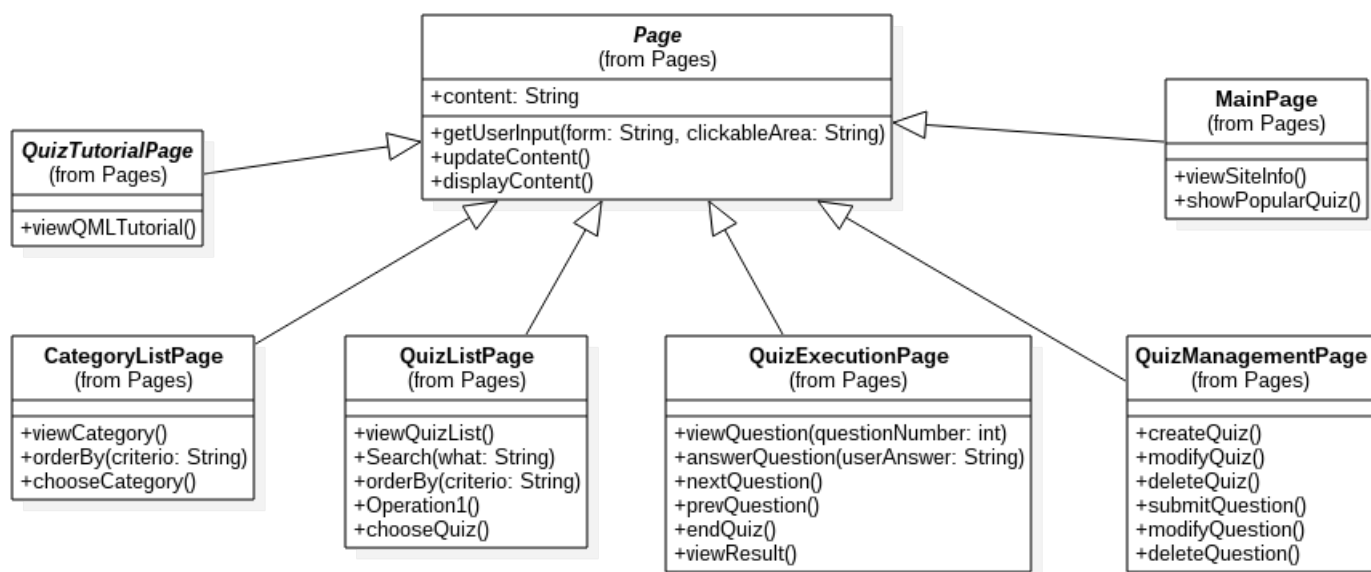 Page
(from Pages)
+content: String
+getUserInput(form: String, clickableArea: String)
+updateContent()
+displayContent()
MainPage
(from Pages)
+viewSiteInfo()
+showPopularQuiz()
QuizTutorialPage
(from Pages)
+viewQMLTutorial()
CategoryListPage
(from Pages)
+viewCategory()
+orderBy(criterio: String)
+chooseCategory()
QuizListPage
(from Pages)
+viewQuizList()
+Search(what: String)
+orderBy(criterio: String)
+Operation1()
+chooseQuiz()
QuizExecutionPage
(from Pages)
+viewQuestion(questionNumber: int)
+answerQuestion(userAnswer: String)
+nextQuestion()
+prevQuestion()
+endQuiz()
+viewResult()
QuizManagementPage
(from Pages)
+createQuiz()
+modifyQuiz()
+deleteQuiz()
+submitQuestion()
+modifyQuestion()
+deleteQuestion()